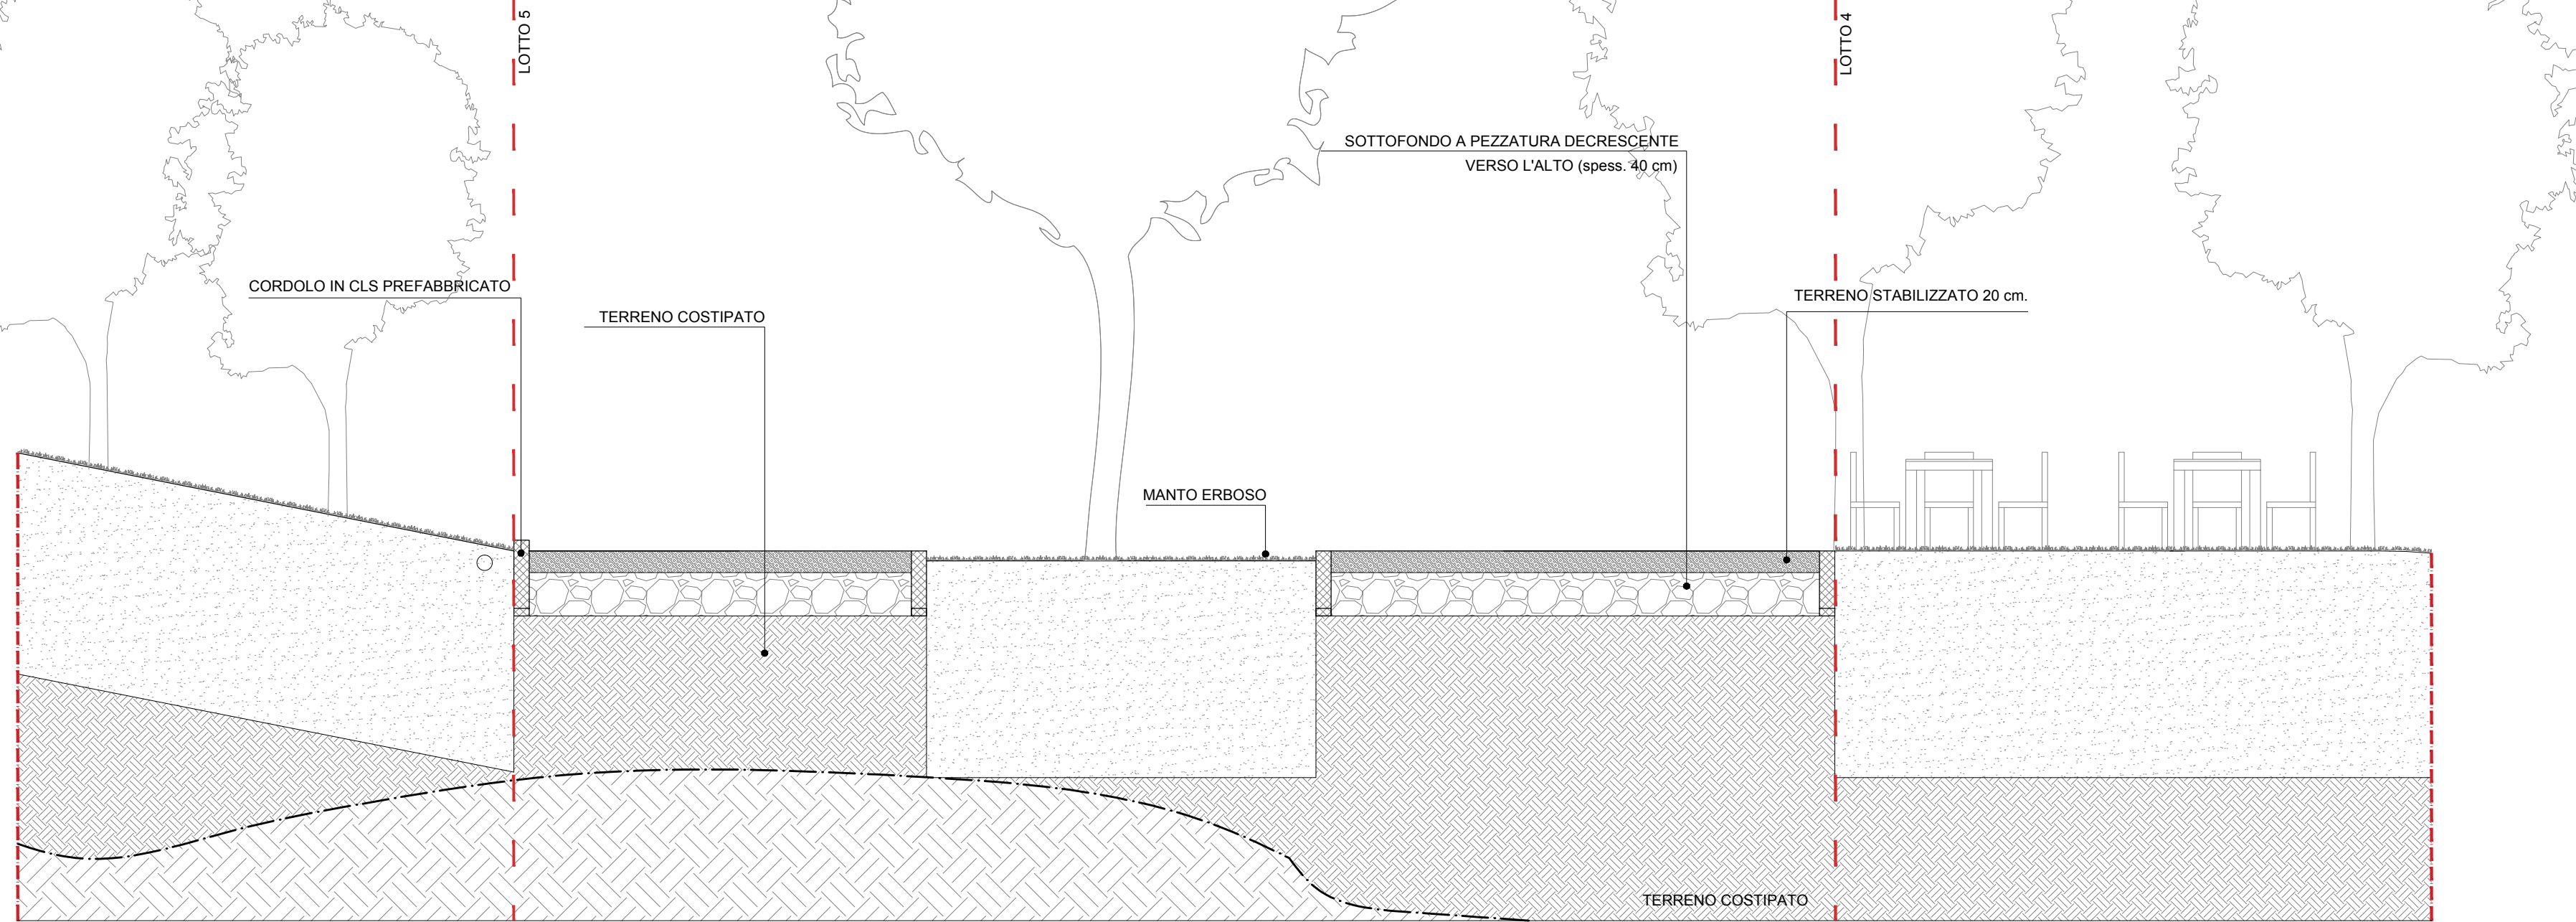 LOTTO 5
LOTTO 4
SOTTOFONDO A PEZZATURA DECRESCENTE
VERSO L'ALTO (spess. 40 cm)
CORDOLO IN CLS PREFABBRICATO
TERRENO STABILIZZATO 20 cm.
TERRENO COSTIPATO
MANTO ERBOSO
TERRENO COSTIPATO